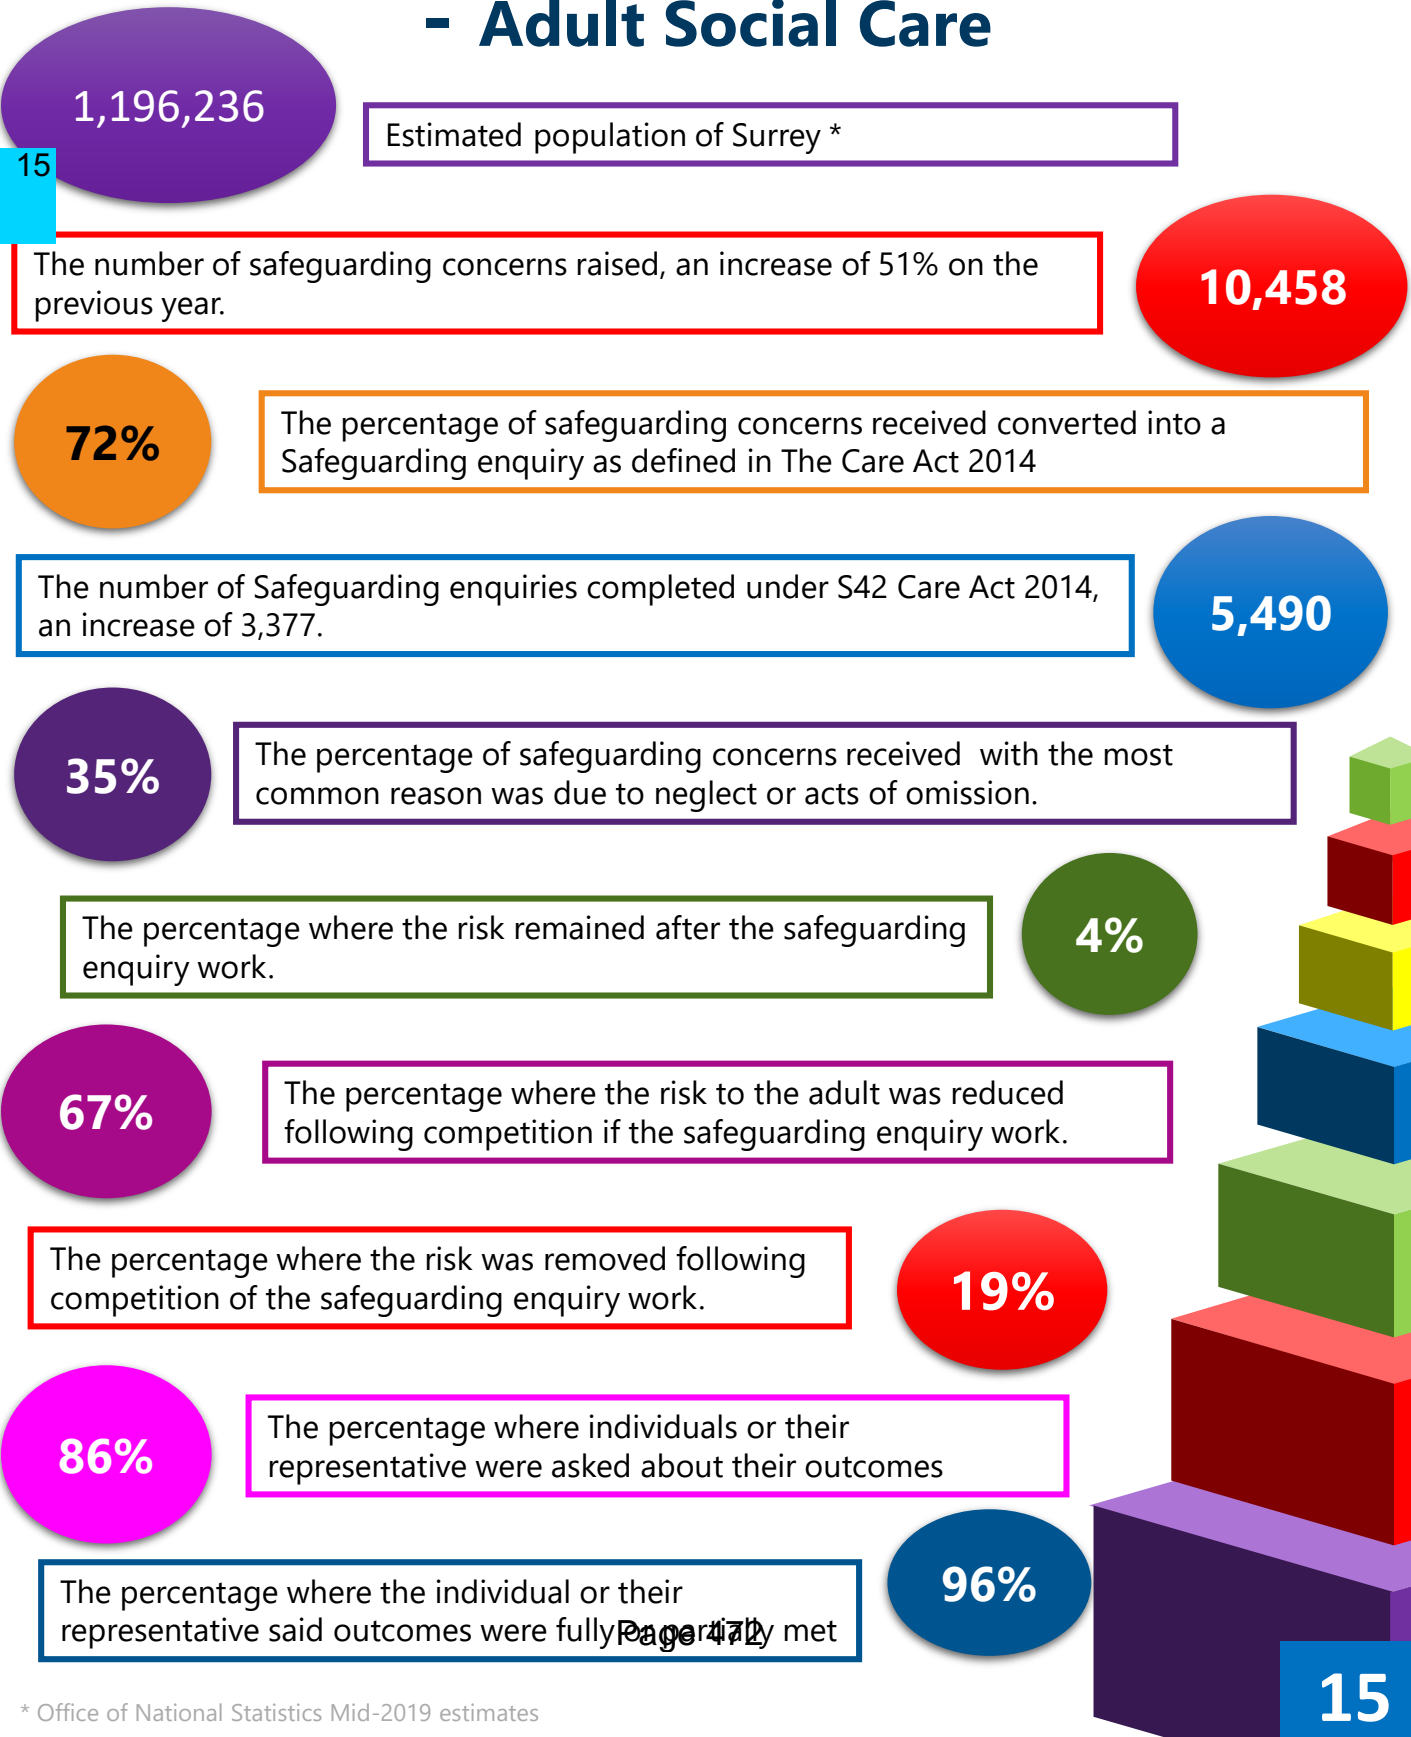 - Adult Social Care
1,196,236
Estimated population of Surrey *
15
The number of safeguarding concerns raised, an increase of 51% on the
previous year.
10,458
72%
The percentage of safeguarding concerns received converted into a
Safeguarding enquiry as defined in The Care Act 2014
The number of Safeguarding enquiries completed under S42 Care Act 2014,
an increase of 3,377.
5,490
35%
The percentage of safeguarding concerns received  with the most
common reason was due to neglect or acts of omission.
The percentage where the risk remained after the safeguarding
enquiry work.
4%
67%
The percentage where the risk to the adult was reduced
following competition if the safeguarding enquiry work.
The percentage where the risk was removed following
competition of the safeguarding enquiry work.
19%
86%
The percentage where individuals or their
representative were asked about their outcomes
The percentage where the individual or their
representative said outcomes were fully or partially met
96%
Page 472
15
* Office of National Statistics Mid-2019 estimates